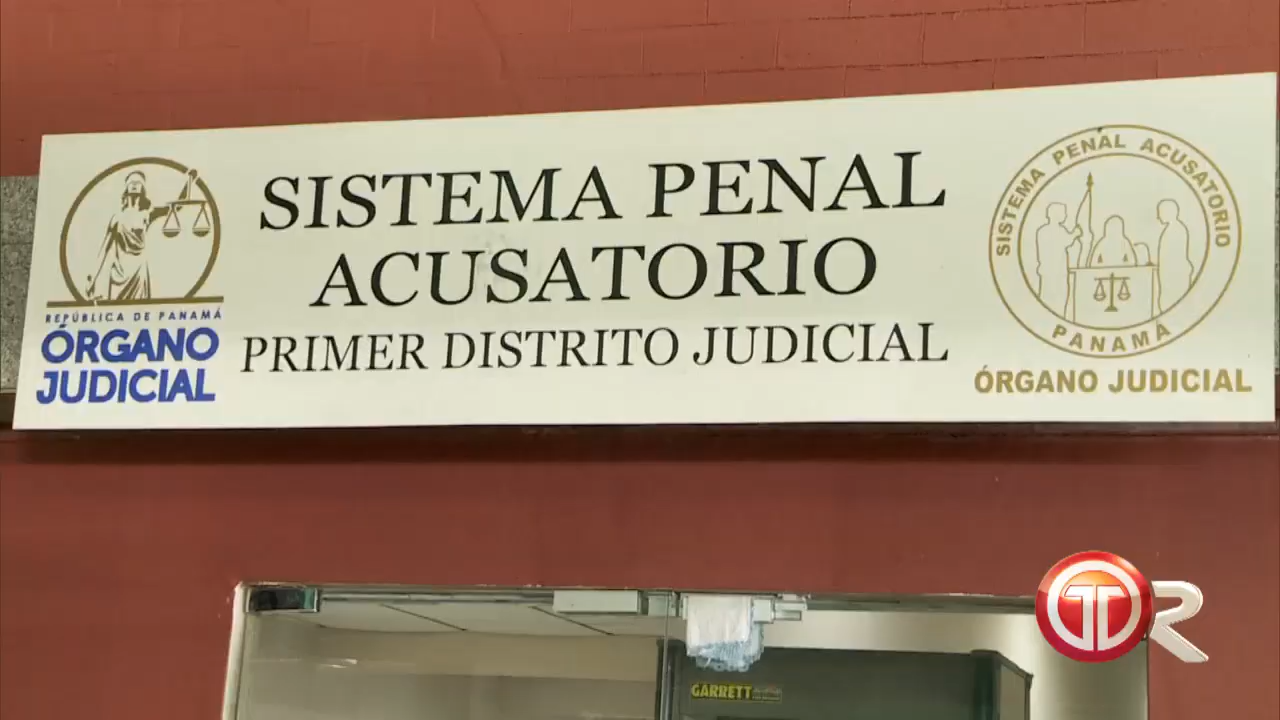 SISTEMA PENAL
ACUSATORIO
PRIMER DISTRITO JUDICIAL
REPÚBLICA DE PANAMÁ
ÓRGANO
JUDICIAL
SISTEMA PENAL ACUSATORIO
PANAMÁ
ÓRGANO JUDICIAL
GARRETT
R